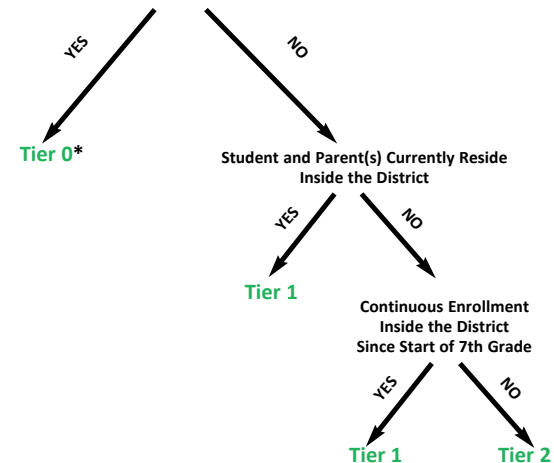 YES
NO
Tier 0*
Student and Parent(s) Currently Reside
Inside the District
YES
NO
Tier 1
Continuous Enrollment
Inside the District
Since Start of 7th Grade
YES
NO
Tier 1
Tier 2